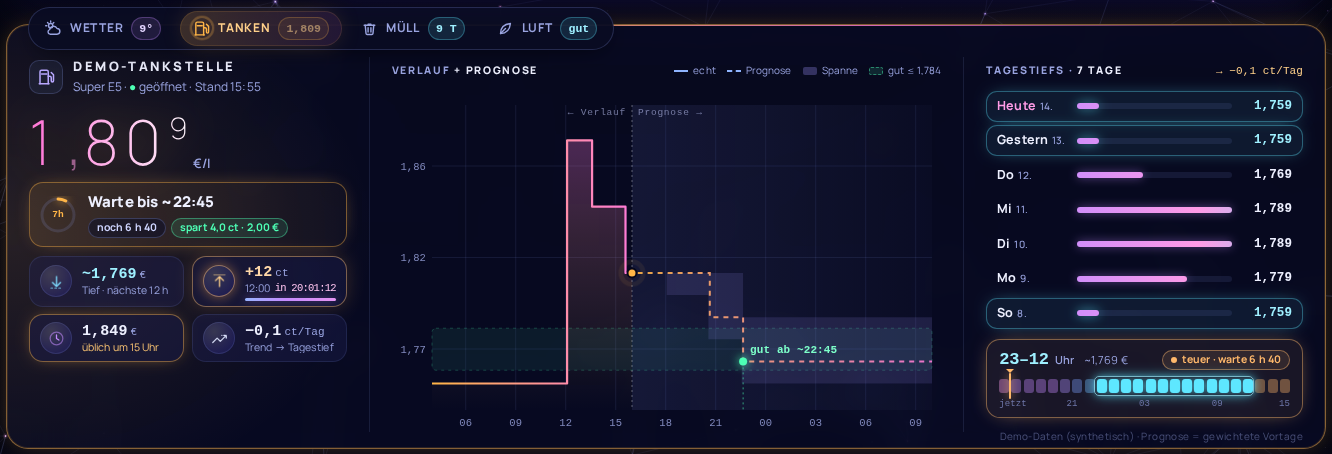 WETTER 9° TANKEN 1,809 MÜLL 9 T LUFT gut
DEMO-TANKSTELLE
Super E5 · geöffnet · Stand 15:55
1,80⁹ €/l
7h
Warte bis ~22:45
noch 6 h 40 spart 4,0 ct · 2,00 €
~1,769 €
Tief · nächste 12 h
+12 ct
12:00 in 20:01:12
1,849 €
üblich um 15 Uhr
−0,1 ct/Tag
Trend → Tagestief
VERLAUF + PROGNOSE
echt Prognose Spanne gut ≤ 1,784
← Verlauf Prognose →
1,86
1,82
gut ab ~22:45
1,77
06 09 12 15 18 21 00 03 06 09
TAGESTIEFS · 7 TAGE → −0,1 ct/Tag
Heute 14. 1,759
Gestern 13. 1,759
Do 12. 1,769
Mi 11. 1,789
Di 10. 1,789
Mo 9. 1,779
So 8. 1,759
23–12 Uhr ~1,769 € teuer · warte 6 h 40
jetzt 21 03 09 15
Demo-Daten (synthetisch) · Prognose = gewichtete Vortage